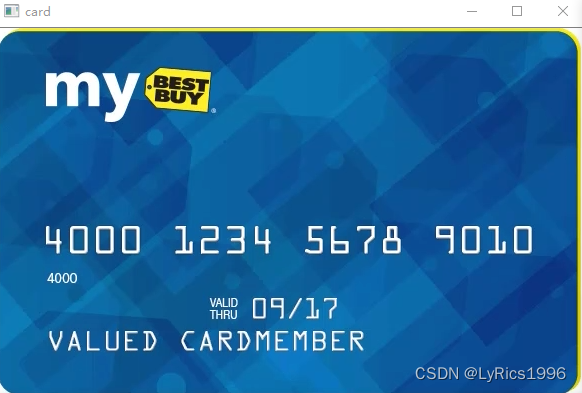 card
my BEST BUY®
4000 1234 5678 9010
4000
VALID THRU 09/17
VALUED CARDMEMBER
CSDN @LyRics1996